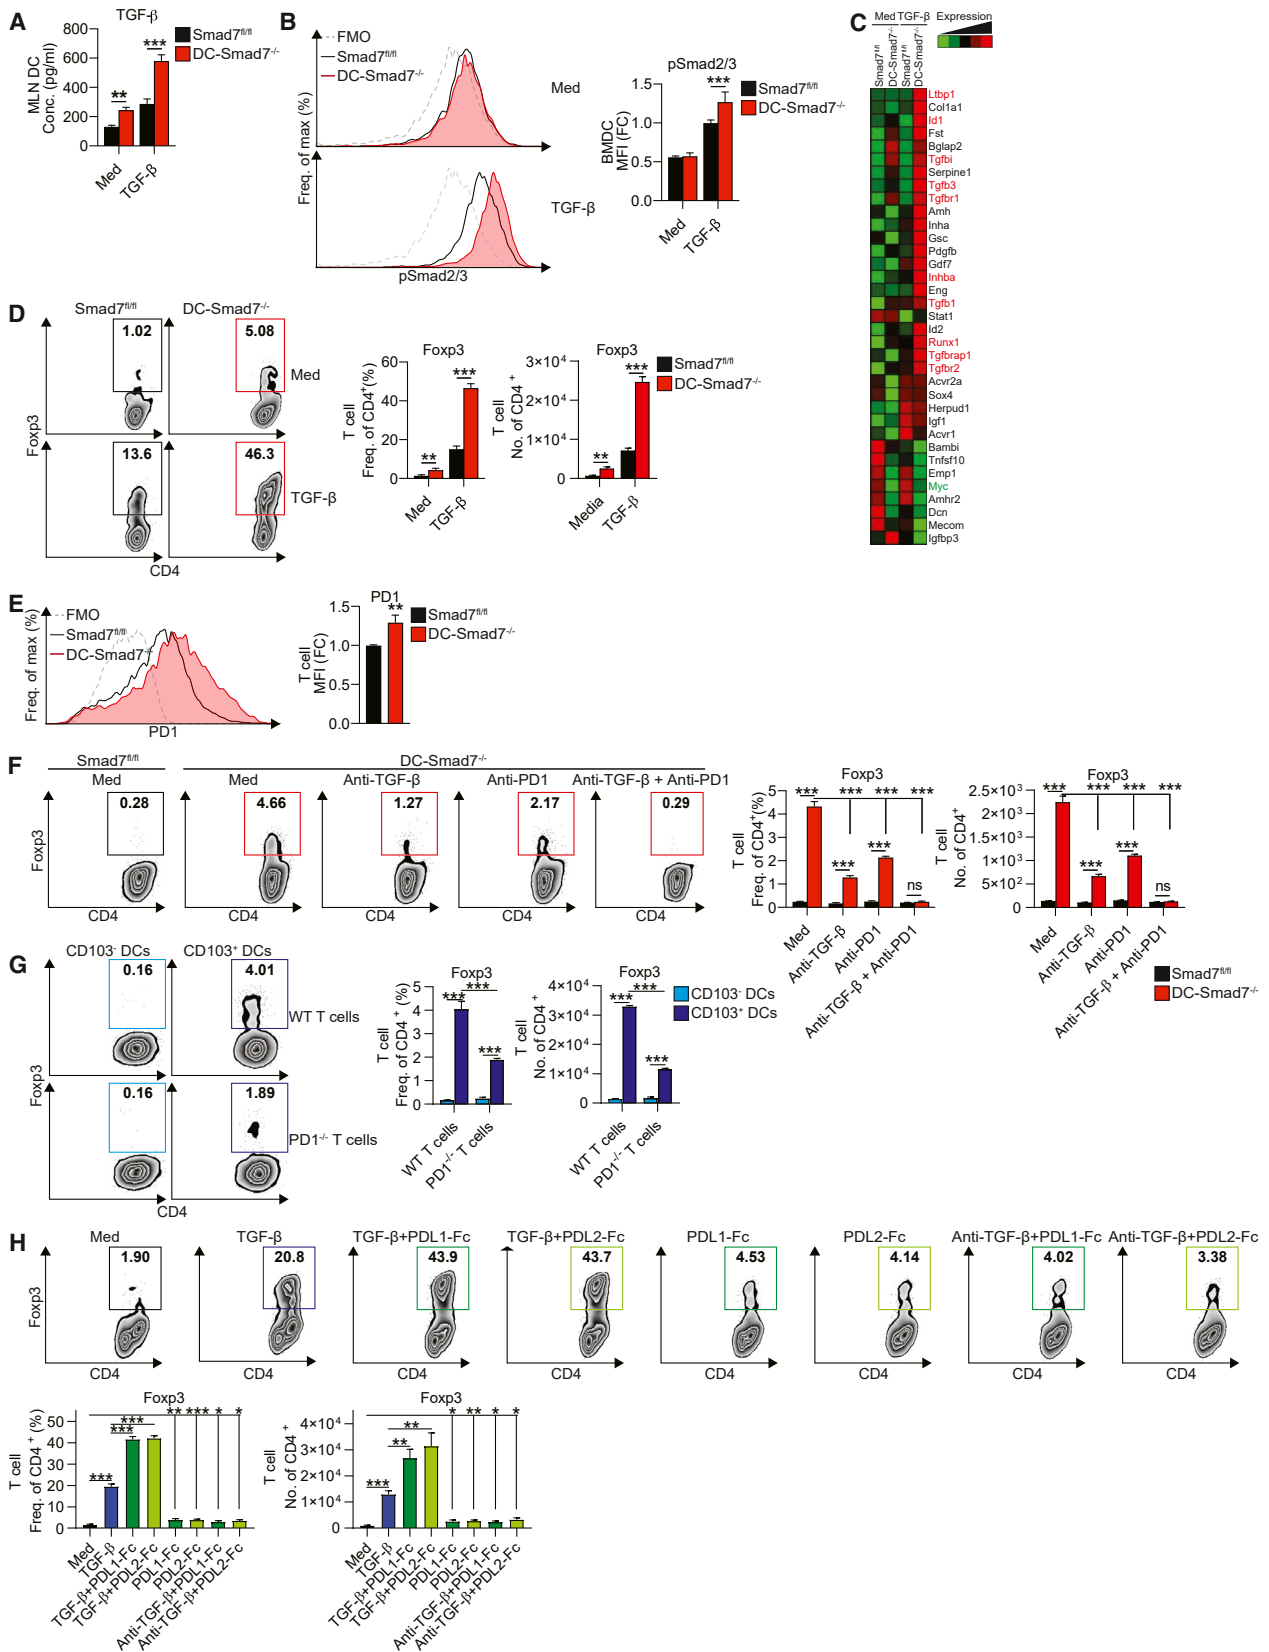 A
TGF-β
MLN DC
Conc. (pg/ml)
800
600
400
200
0
**
***
Med
TGF-β
Smad7fl/fl
DC-Smad7-/-
B
FMO
Smad7fl/fl
DC-Smad7-/-
Freq. of max (%)
Med
TGF-β
pSmad2/3
pSmad2/3
BMDC
MFI (FC)
1.5
1.0
0.5
0.0
***
Med
TGF-β
Smad7fl/fl
DC-Smad7-/-
C
Med TGF-β
Expression
Smad7fl/fl
DC-Smad7-/-
Smad7fl/fl
DC-Smad7-/-
Ltbp1
Col1a1
Id1
Fst
Bglap2
Tgfbi
Serpine1
Tgfb3
Tgfbr1
Amh
Inha
Gsc
Pdgfb
Gdf7
Inhba
Eng
Tgfb1
Stat1
Id2
Runx1
Tgfbrap1
Tgfbr2
Acvr2a
Sox4
Herpud1
Igf1
Acvr1
Bambi
Tnfsf10
Emp1
Myc
Amhr2
Dcn
Mecom
Igfbp3
D
Smad7fl/fl
DC-Smad7-/-
1.02
5.08
Med
13.6
46.3
TGF-β
Foxp3
CD4
Foxp3
T cell
Freq. of CD4+(%)
60
40
20
0
**
***
Med
TGF-β
Foxp3
T cell
No. of CD4 +
3×10⁴
2×10⁴
1×10⁴
0
**
***
Media
TGF-β
Smad7fl/fl
DC-Smad7-/-
E
Freq. of max (%)
FMO
Smad7fl/fl
DC-Smad7-/-
PD1
PD1
T cell
MFI (FC)
1.5
1.0
0.5
0.0
**
Smad7fl/fl
DC-Smad7-/-
F
Smad7fl/fl
DC-Smad7-/-
Med
Med
Anti-TGF-β
Anti-PD1
Anti-TGF-β + Anti-PD1
0.28
4.66
1.27
2.17
0.29
Foxp3
CD4
CD4
CD4
CD4
CD4
Foxp3
T cell
Freq. of CD4+(%)
5
4
3
2
1
0
*** *** *** ***
***
***
ns
Med
Anti-TGF-β
Anti-PD1
Anti-TGF-β + Anti-PD1
Foxp3
T cell
No. of CD4+
2.5×10³
2×10³
1.5×10³
1×10³
5×10²
0
*** *** *** ***
***
***
ns
Med
Anti-TGF-β
Anti-PD1
Anti-TGF-β + Anti-PD1
Smad7fl/fl
DC-Smad7-/-
G
CD103- DCs
CD103+ DCs
0.16
4.01
WT T cells
0.16
1.89
PD1-/- T cells
Foxp3
CD4
Foxp3
T cell
Freq. of CD4 + (%)
5
4
3
2
1
0
***
***
***
WT T cells
PD1-/- T cells
Foxp3
T cell
No. of CD4 +
4×10⁴
3×10⁴
2×10⁴
1×10⁴
0
***
***
***
WT T cells
PD1-/- T cells
CD103- DCs
CD103+ DCs
H
Med
TGF-β
TGF-β+PDL1-Fc
TGF-β+PDL2-Fc
PDL1-Fc
PDL2-Fc
Anti-TGF-β+PDL1-Fc
Anti-TGF-β+PDL2-Fc
1.90
20.8
43.9
43.7
4.53
4.14
4.02
3.38
Foxp3
CD4
CD4
CD4
CD4
CD4
CD4
CD4
CD4
Foxp3
T cell
Freq. of CD4 + (%)
50
40
30
20
10
0
***
***
***
** *** * *
Med
TGF-β
TGF-β+PDL1-Fc
TGF-β+PDL2-Fc
PDL1-Fc
PDL2-Fc
Anti-TGF-β+PDL1-Fc
Anti-TGF-β+PDL2-Fc
Foxp3
T cell
No. of CD4 +
4×10⁴
3×10⁴
2×10⁴
1×10⁴
0
***
**
**
* ** * *
Med
TGF-β
TGF-β+PDL1-Fc
TGF-β+PDL2-Fc
PDL1-Fc
PDL2-Fc
Anti-TGF-β+PDL1-Fc
Anti-TGF-β+PDL2-Fc